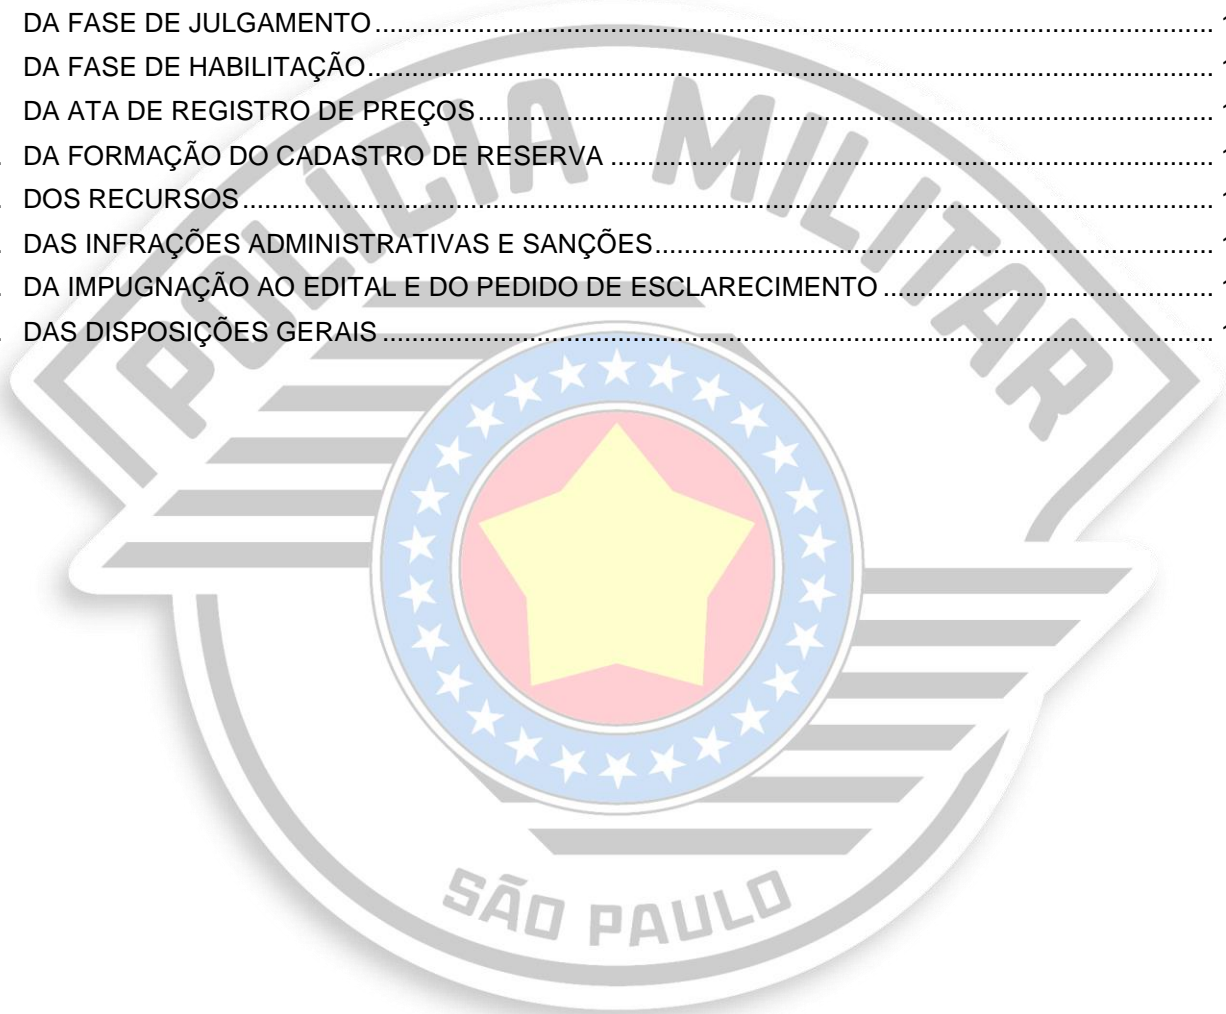 DA FASE DE JULGAMENTO
DA FASE DE HABILITAÇÃO
DA ATA DE REGISTRO DE PREÇOS
. DA FORMAÇÃO DO CADASTRO DE RESERVA
. DOS RECURSOS
. DAS INFRAÇÕES ADMINISTRATIVAS E SANÇÕES
. DA IMPUGNAÇÃO AO EDITAL E DO PEDIDO DE ESCLARECIMENTO
. DAS DISPOSIÇÕES GERAIS
POLÍCIA MILITAR
SÃO PAULO